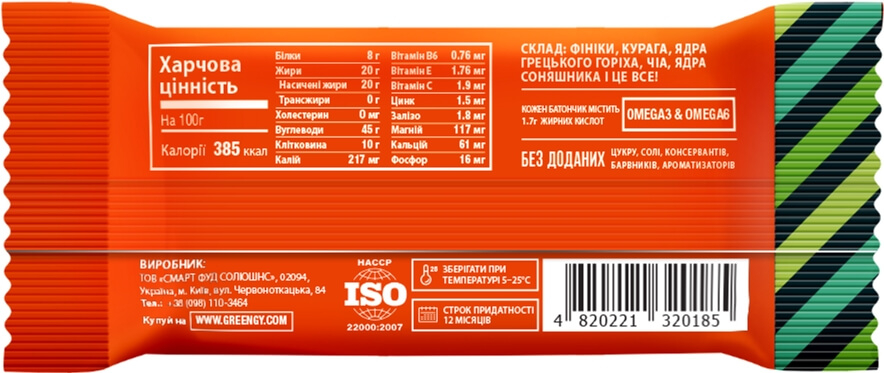 Харчова
цінність
На 100г
Калорії 385 ккал
Білки 8 г
Жири 20 г
Насичені жири 20 г
Трансжири 0 г
Холестерин 0 мг
Вуглеводи 45 г
Клітковина 10 г
Калій 217 мг
Вітамін B6 0.76 мг
Вітамін E 1.76 мг
Вітамін C 1.9 мг
Цинк 1.5 мг
Залізо 1.8 мг
Магній 117 мг
Кальцій 61 мг
Фосфор 16 мг
СКЛАД: ФІНІКИ, КУРАГА, ЯДРА
ГРЕЦЬКОГО ГОРІХА, ЧІА, ЯДРА
СОНЯШНИКА І ЦЕ ВСЕ!
КОЖЕН БАТОНЧИК МІСТИТЬ
1.7г ЖИРНИХ КИСЛОТ
OMEGA3 & OMEGA6
БЕЗ ДОДАНИХ
ЦУКРУ, СОЛІ, КОНСЕРВАНТІВ,
БАРВНИКІВ, АРОМАТИЗАТОРІВ
ВИРОБНИК:
ТОВ «СМАРТ ФУД СОЛЮШНС», 02094,
Україна, м. Київ, вул. Червоноткацька, 84
Тел.: +38 (098) 110-3464
Купуй на WWW.GREENGY.COM
HACCP
ISO
22000:2007
20
ЗБЕРІГАТИ ПРИ
ТЕМПЕРАТУРІ 5-25°C
СТРОК ПРИДАТНОСТІ
12 МІСЯЦІВ
4 820221 320185